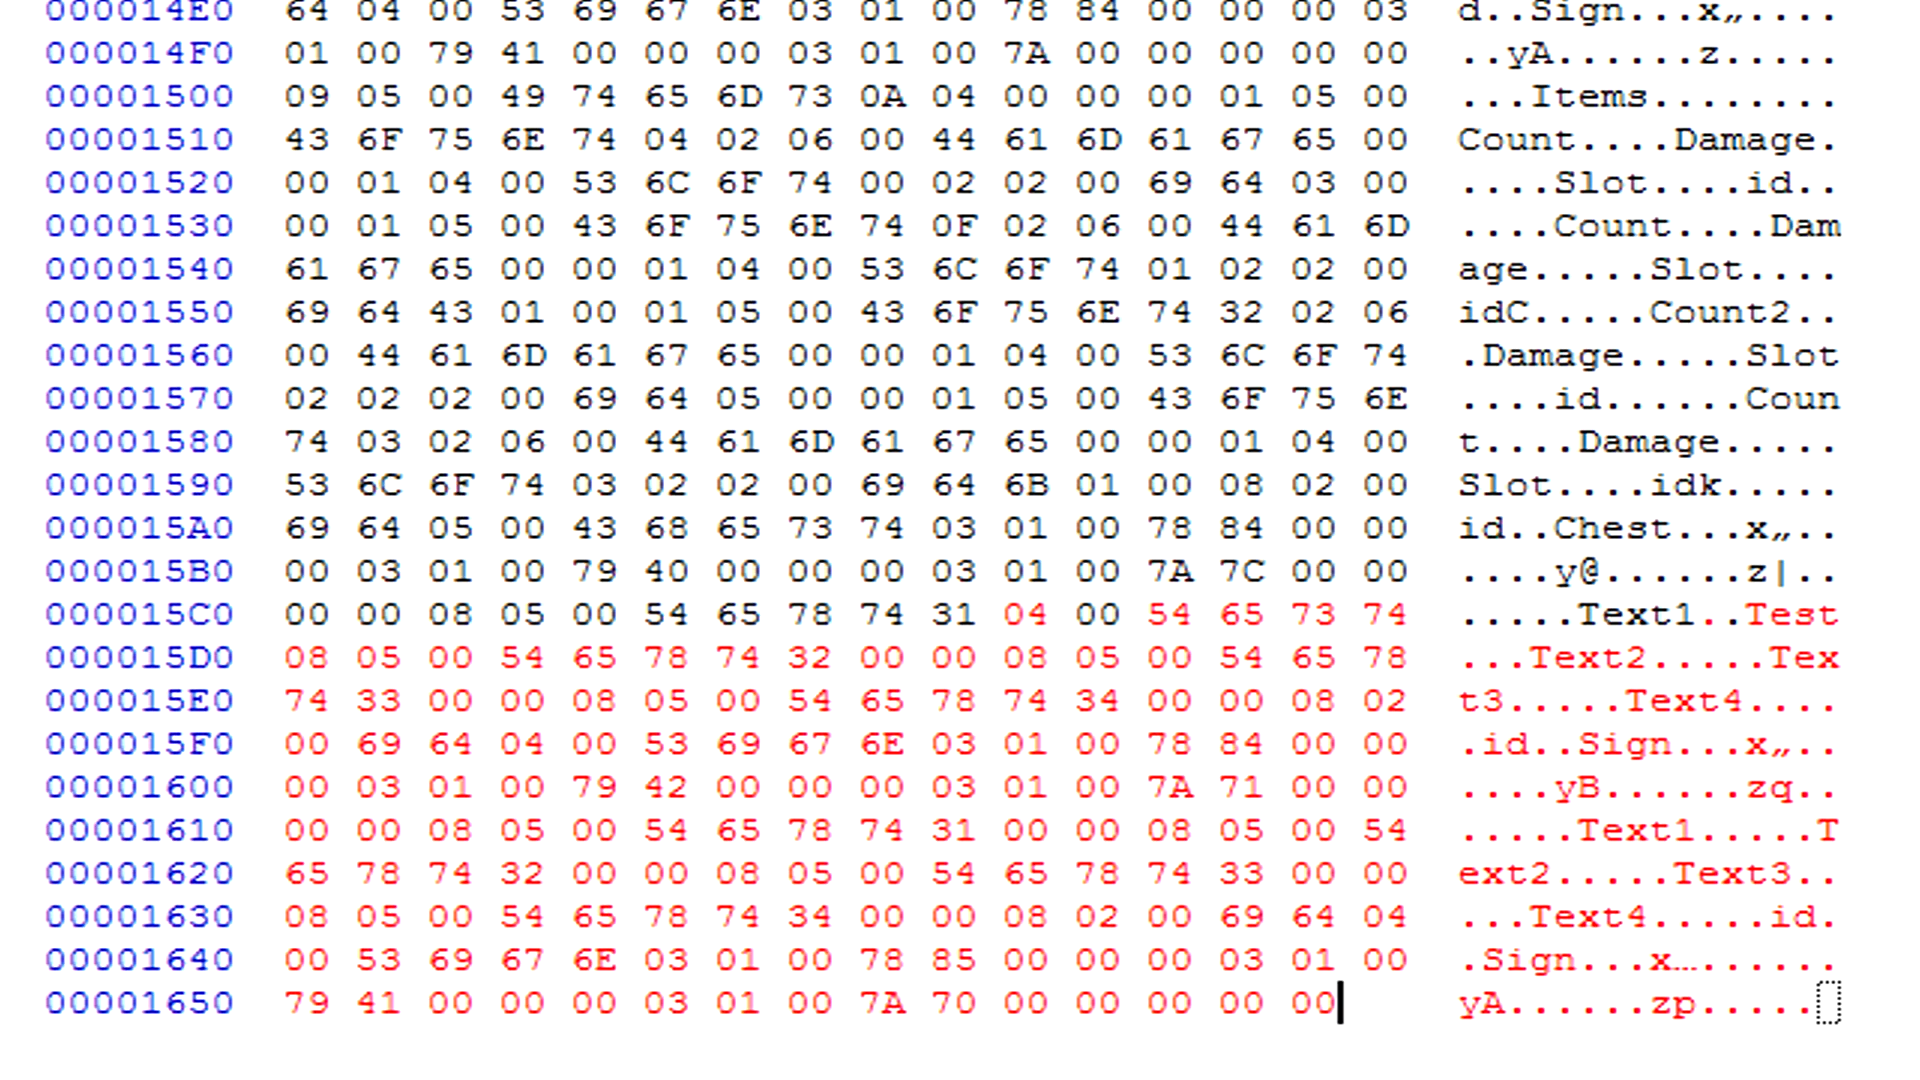 000014E0 64 04 00 53 69 67 6E 03 01 00 78 84 00 00 00 03 d..Sign...x„....
000014F0 01 00 79 41 00 00 00 03 01 00 7A 00 00 00 00 00 ..yA......z.....
00001500 09 05 00 49 74 65 6D 73 0A 04 00 00 00 01 05 00 ...Items........
00001510 43 6F 75 6E 74 04 02 06 00 44 61 6D 61 67 65 00 Count....Damage.
00001520 00 01 04 00 53 6C 6F 74 00 02 02 00 69 64 03 00 ....Slot....id..
00001530 00 01 05 00 43 6F 75 6E 74 0F 02 06 00 44 61 6D ....Count....Dam
00001540 61 67 65 00 00 01 04 00 53 6C 6F 74 01 02 02 00 age.....Slot....
00001550 69 64 43 01 00 01 05 00 43 6F 75 6E 74 32 02 06 idC.....Count2..
00001560 00 44 61 6D 61 67 65 00 00 01 04 00 53 6C 6F 74 .Damage.....Slot
00001570 02 02 02 00 69 64 05 00 00 01 05 00 43 6F 75 6E ....id......Coun
00001580 74 03 02 06 00 44 61 6D 61 67 65 00 00 01 04 00 t....Damage.....
00001590 53 6C 6F 74 03 02 02 00 69 64 6B 01 00 08 02 00 Slot....idk.....
000015A0 69 64 05 00 43 68 65 73 74 03 01 00 78 84 00 00 id..Chest...x„..
000015B0 00 03 01 00 79 40 00 00 00 03 01 00 7A 7C 00 00 ....y@......z|..
000015C0 00 00 08 05 00 54 65 78 74 31 04 00 54 65 73 74 .....Text1..Test
000015D0 08 05 00 54 65 78 74 32 00 00 08 05 00 54 65 78 ...Text2.....Tex
000015E0 74 33 00 00 08 05 00 54 65 78 74 34 00 00 08 02 t3.....Text4....
000015F0 00 69 64 04 00 53 69 67 6E 03 01 00 78 84 00 00 .id..Sign...x„..
00001600 00 03 01 00 79 42 00 00 00 03 01 00 7A 71 00 00 ....yB......zq..
00001610 00 00 08 05 00 54 65 78 74 31 00 00 08 05 00 54 .....Text1.....T
00001620 65 78 74 32 00 00 08 05 00 54 65 78 74 33 00 00 ext2.....Text3..
00001630 08 05 00 54 65 78 74 34 00 00 08 02 00 69 64 04 ...Text4.....id.
00001640 00 53 69 67 6E 03 01 00 78 85 00 00 00 03 01 00 .Sign...x…......
00001650 79 41 00 00 00 03 01 00 7A 70 00 00 00 00 00 yA......zp.....